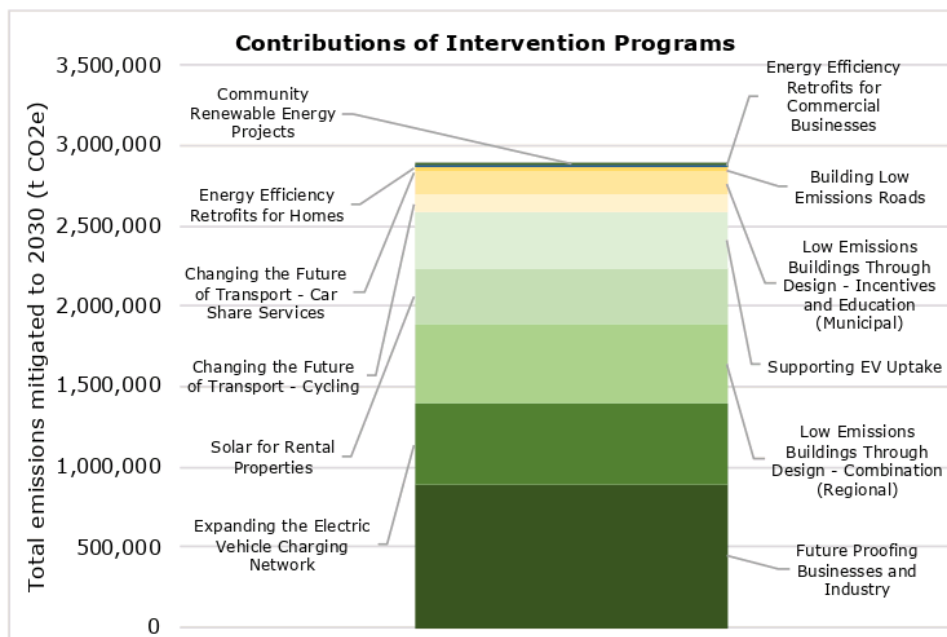 Contributions of Intervention Programs
Total emissions mitigated to 2030 (t CO2e)
3,500,000
3,000,000
2,500,000
2,000,000
1,500,000
1,000,000
500,000
0
Community
Renewable Energy
Projects
Energy Efficiency
Retrofits for Homes
Changing the Future
of Transport - Car
Share Services
Changing the Future
of Transport - Cycling
Solar for Rental
Properties
Expanding the Electric
Vehicle Charging
Network
Energy Efficiency
Retrofits for
Commercial
Businesses
Building Low
Emissions Roads
Low Emissions
Buildings Through
Design - Incentives
and Education
(Municipal)
Supporting EV Uptake
Low Emissions
Buildings Through
Design - Combination
(Regional)
Future Proofing
Businesses and
Industry